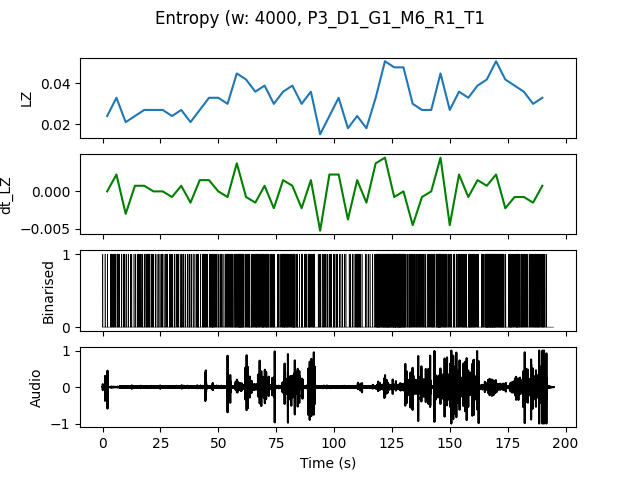 Entropy (w: 4000, P3_D1_G1_M6_R1_T1
LZ
0.04
0.02
dt_LZ
0.000
−0.005
Binarised
1
0
Audio
1
0
−1
0 25 50 75 100 125 150 175 200
Time (s)